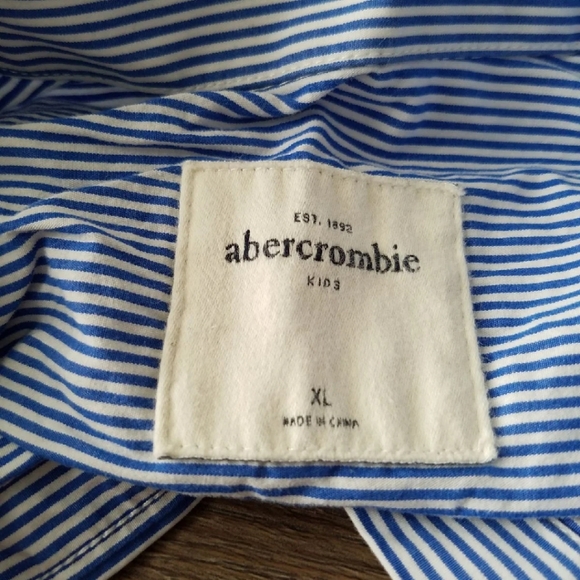 EST. 1892
abercrombie
KIDS
XL
MADE IN CHINA